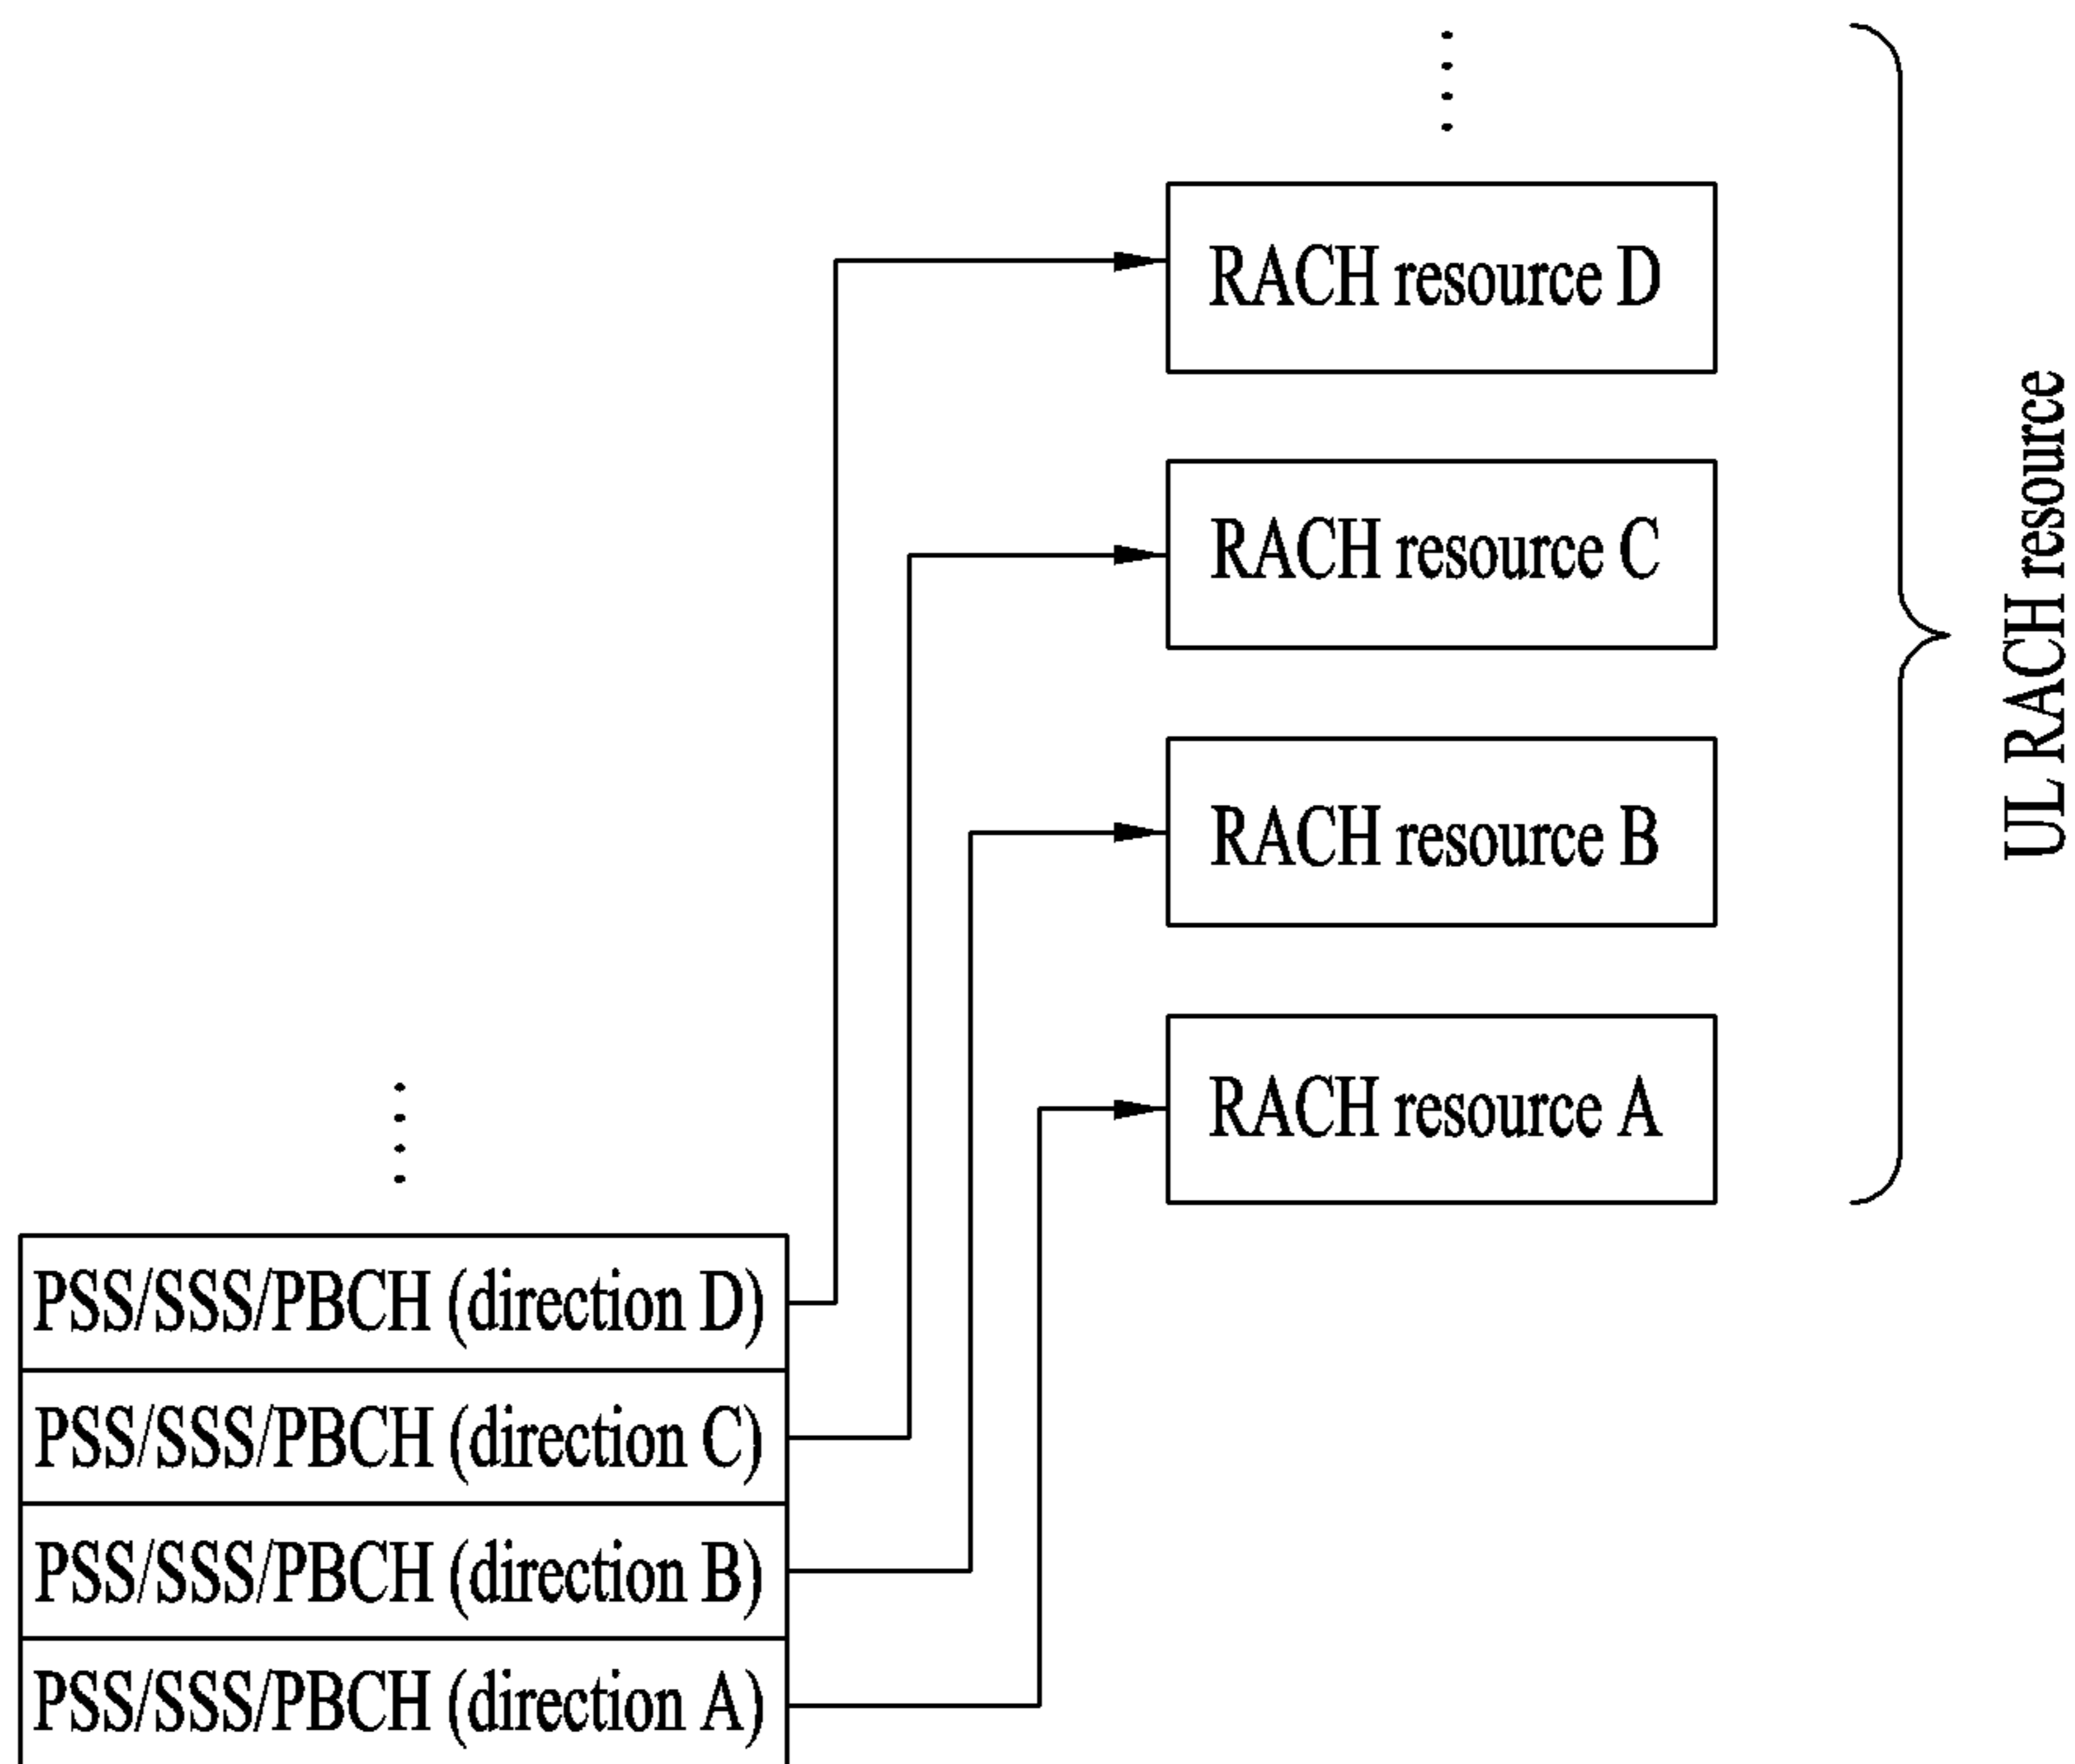 RACH resource D
RACH resource C
RACH resource B
RACH resource A
UL RACH resource
PSS/SSS/PBCH (direction D)
PSS/SSS/PBCH (direction C)
PSS/SSS/PBCH (direction B)
PSS/SSS/PBCH (direction A)